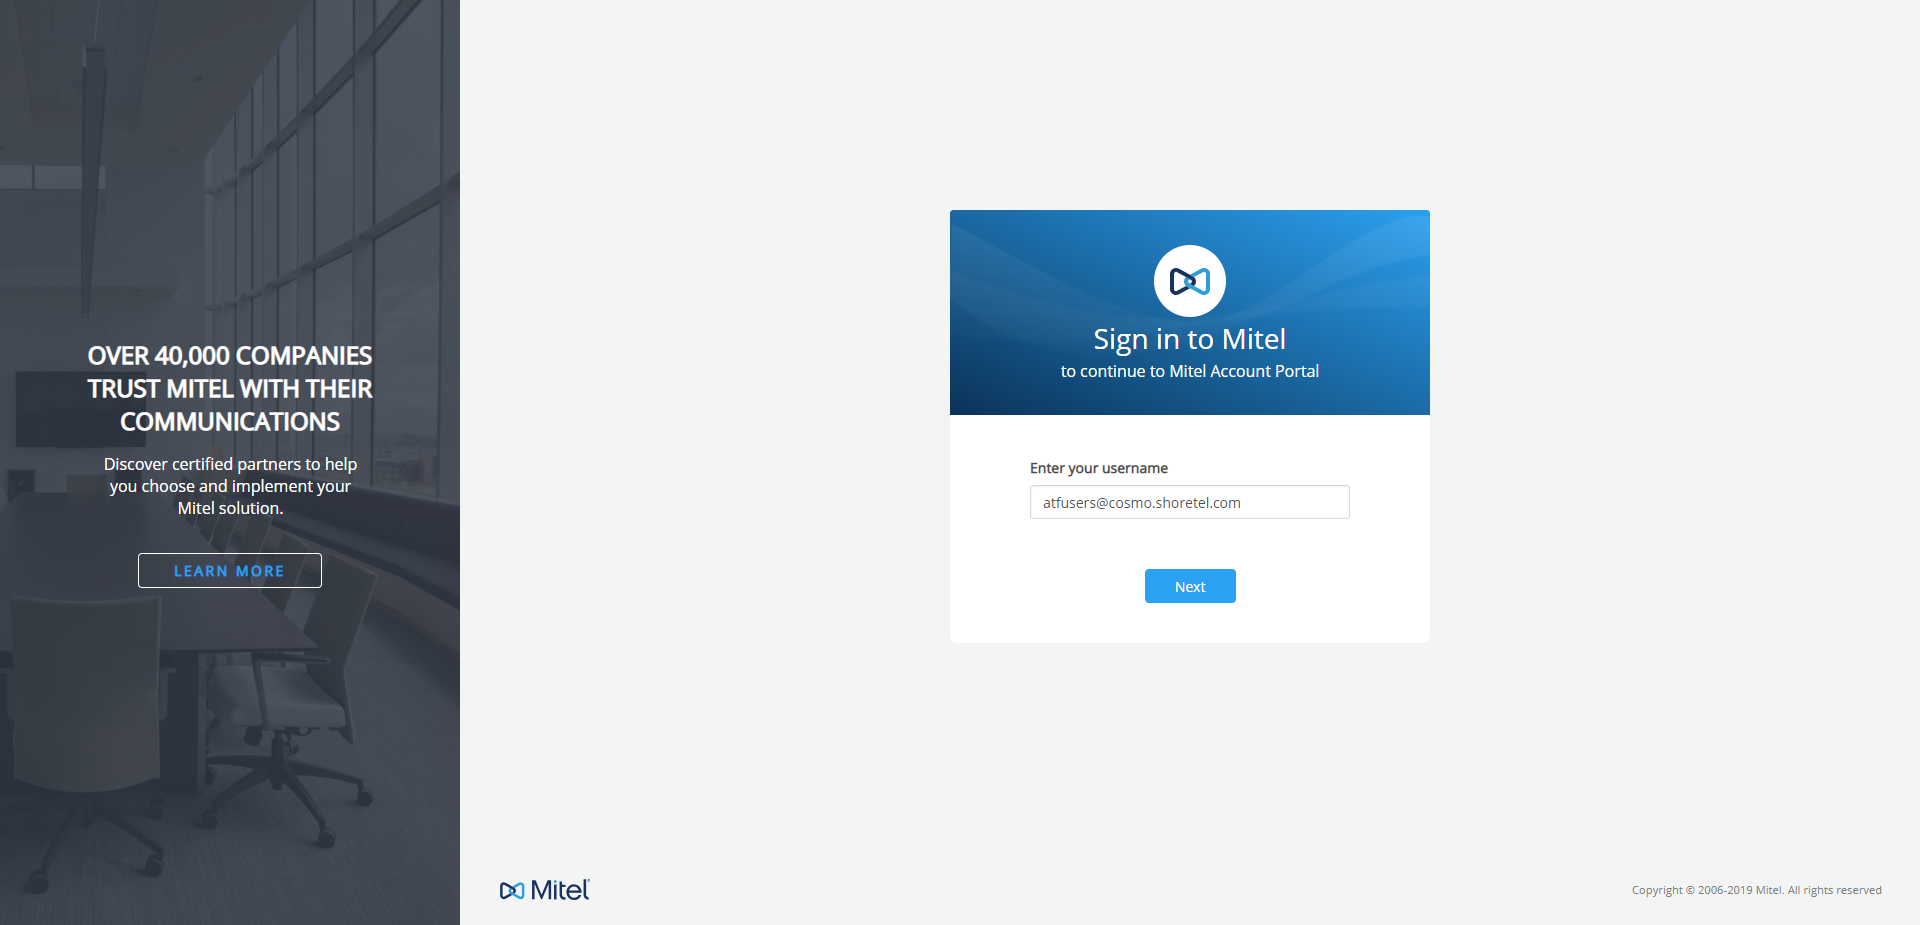 OVER 40,000 COMPANIES
TRUST MITEL WITH THEIR
COMMUNICATIONS
Discover certified partners to help
you choose and implement your
Mitel solution.
LEARN MORE
Sign in to Mitel
to continue to Mitel Account Portal
Enter your username
atfusers@cosmo.shoretel.com
Next
Mitel
Copyright © 2006-2019 Mitel. All rights reserved